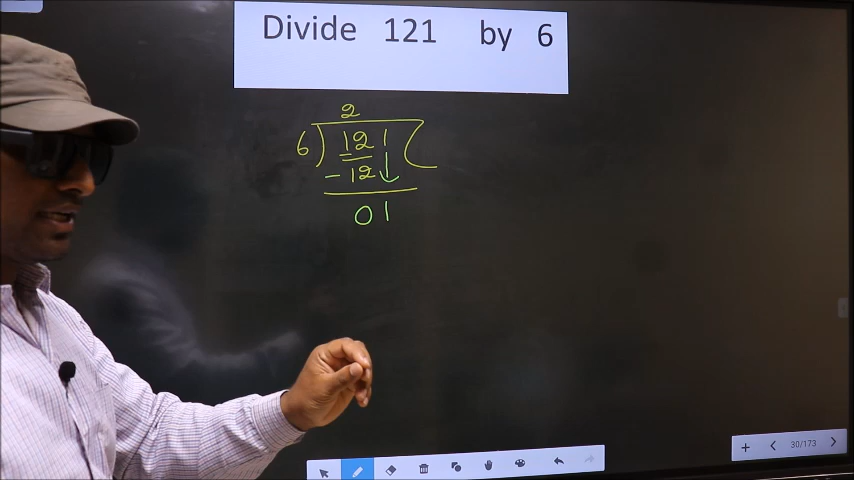 Divide 121 by 6
2
6 ) 121 (
- 12 ↓
01
30/173